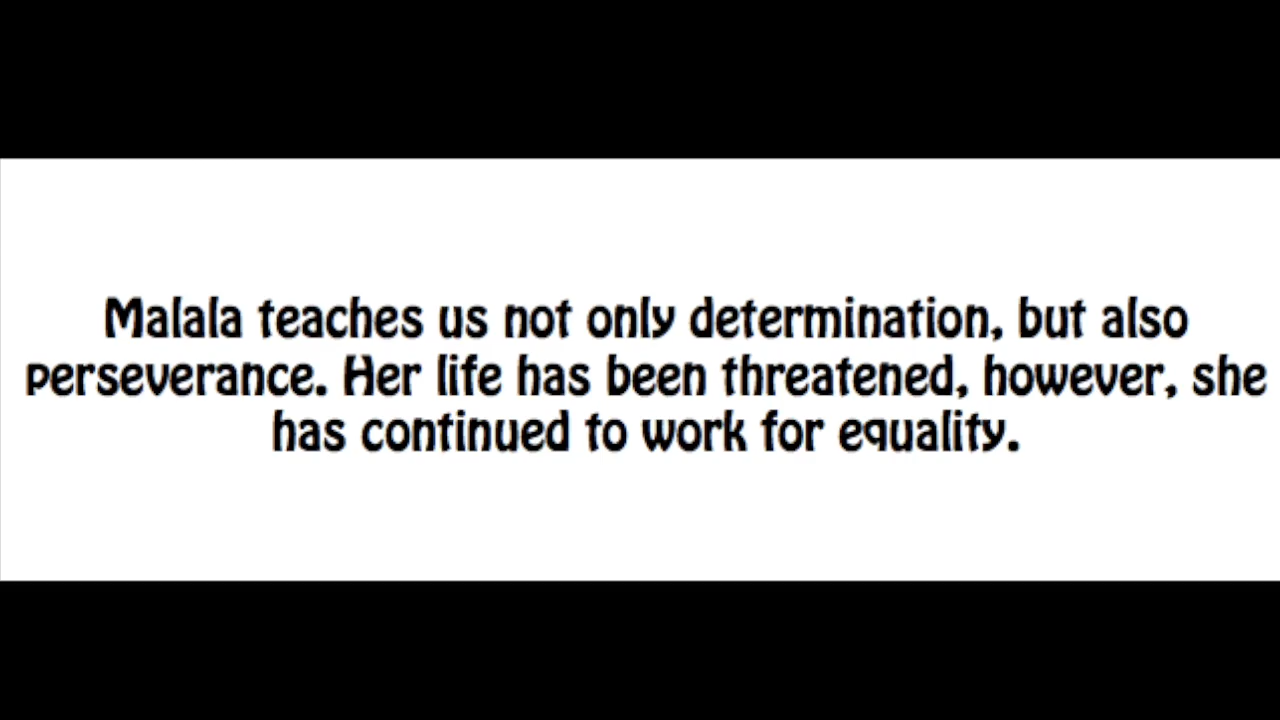 Malala teaches us not only determination, but also
perseverance. Her life has been threatened, however, she
has continued to work for equality.